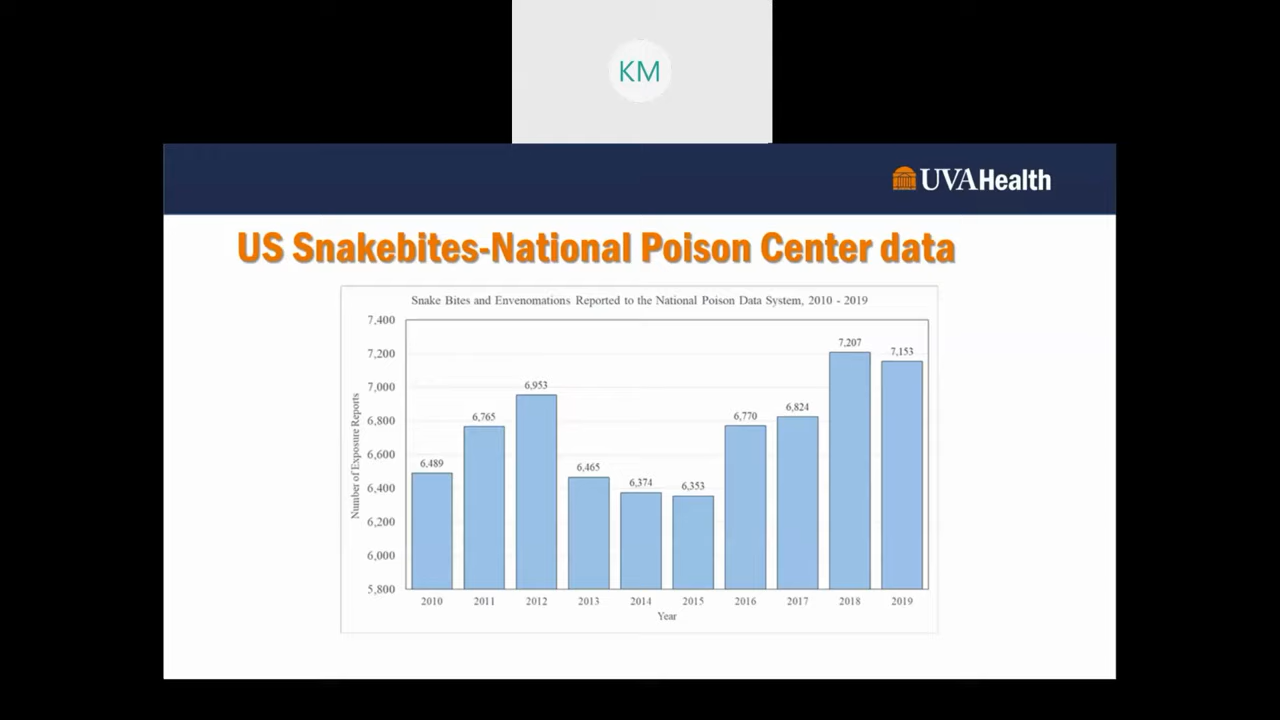 KM
UVAHealth
US Snakebites-National Poison Center data
Snake Bites and Envenomations Reported to the National Poison Data System, 2010 - 2019
Number of Exposure Reports
7,400
7,200
7,000
6,800
6,600
6,400
6,200
6,000
5,800
6,489
6,765
6,953
6,465
6,374
6,353
6,770
6,824
7,207
7,153
2010 2011 2012 2013 2014 2015 2016 2017 2018 2019
Year